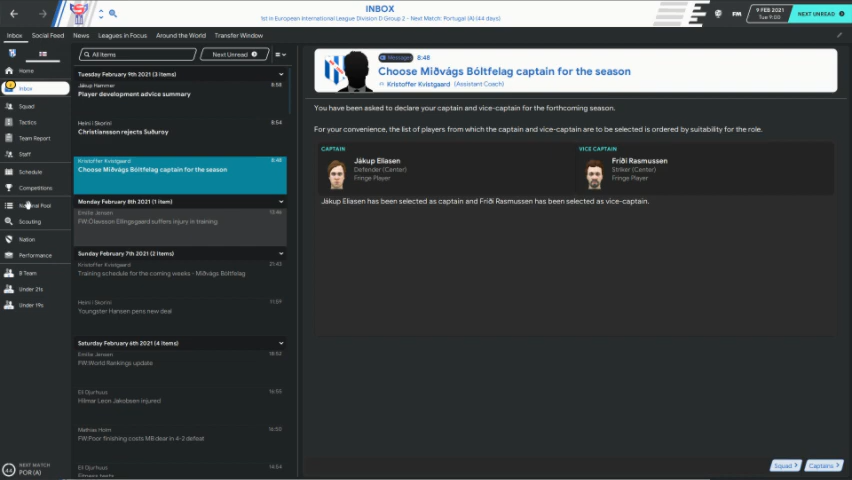 INBOX
1st in European International League Division D Group 2 - Next Match: Portugal (A) (44 days)
FM
9 FEB 2021
Tue 9:00
NEXT UNREAD
Inbox Social Feed News Leagues in Focus Around the World Transfer Window
All items
Next Unread
Home
Inbox
Squad
Tactics
Team Report
Staff
Schedule
Competitions
Pool
Scouting
Nation
Performance
B Team
Under 21s
Under 19s
44
NEXT MATCH
POR (A)
Tuesday February 9th 2021 (3 items)
Jákup Hammer 8:58
Player development advice summary
Heini i Skorini 8:54
Christiansson rejects Suðuroy
Kristoffer Kvistgaard 8:48
Choose Miðvágs Bóltfelag captain for the season
Monday February 8th 2021 (1 item)
Emilie Jensen 13:46
FW:Ólavsson Ellingsgaard suffers injury in training
Sunday February 7th 2021 (2 items)
Kristoffer Kvistgaard 21:43
Training schedule for the coming weeks - Miðvágs Bóltfelag
Heini i Skorini 11:59
Youngster Hansen pens new deal
Saturday February 6th 2021 (4 items)
Emilie Jensen 18:52
FW:World Rankings update
Eli Djurhuus 16:55
Hilmar Leon Jakobsen injured
Mathias Holm 16:50
FW:Poor finishing costs MB dear in 4-2 defeat
Eli Djurhuus 14:54
Fitness tests
Messages 8:48
Choose Miðvágs Bóltfelag captain for the season
Kristoffer Kvistgaard (Assistant Coach)
You have been asked to declare your captain and vice-captain for the forthcoming season.
For your convenience, the list of players from which the captain and vice-captain are to be selected is ordered by suitability for the role.
CAPTAIN
Jákup Eliasen
Defender (Center)
Fringe Player
VICE CAPTAIN
Fríði Rasmussen
Striker (Center)
Fringe Player
Jákup Eliasen has been selected as captain and Fríði Rasmussen has been selected as vice-captain.
Squad
Captains